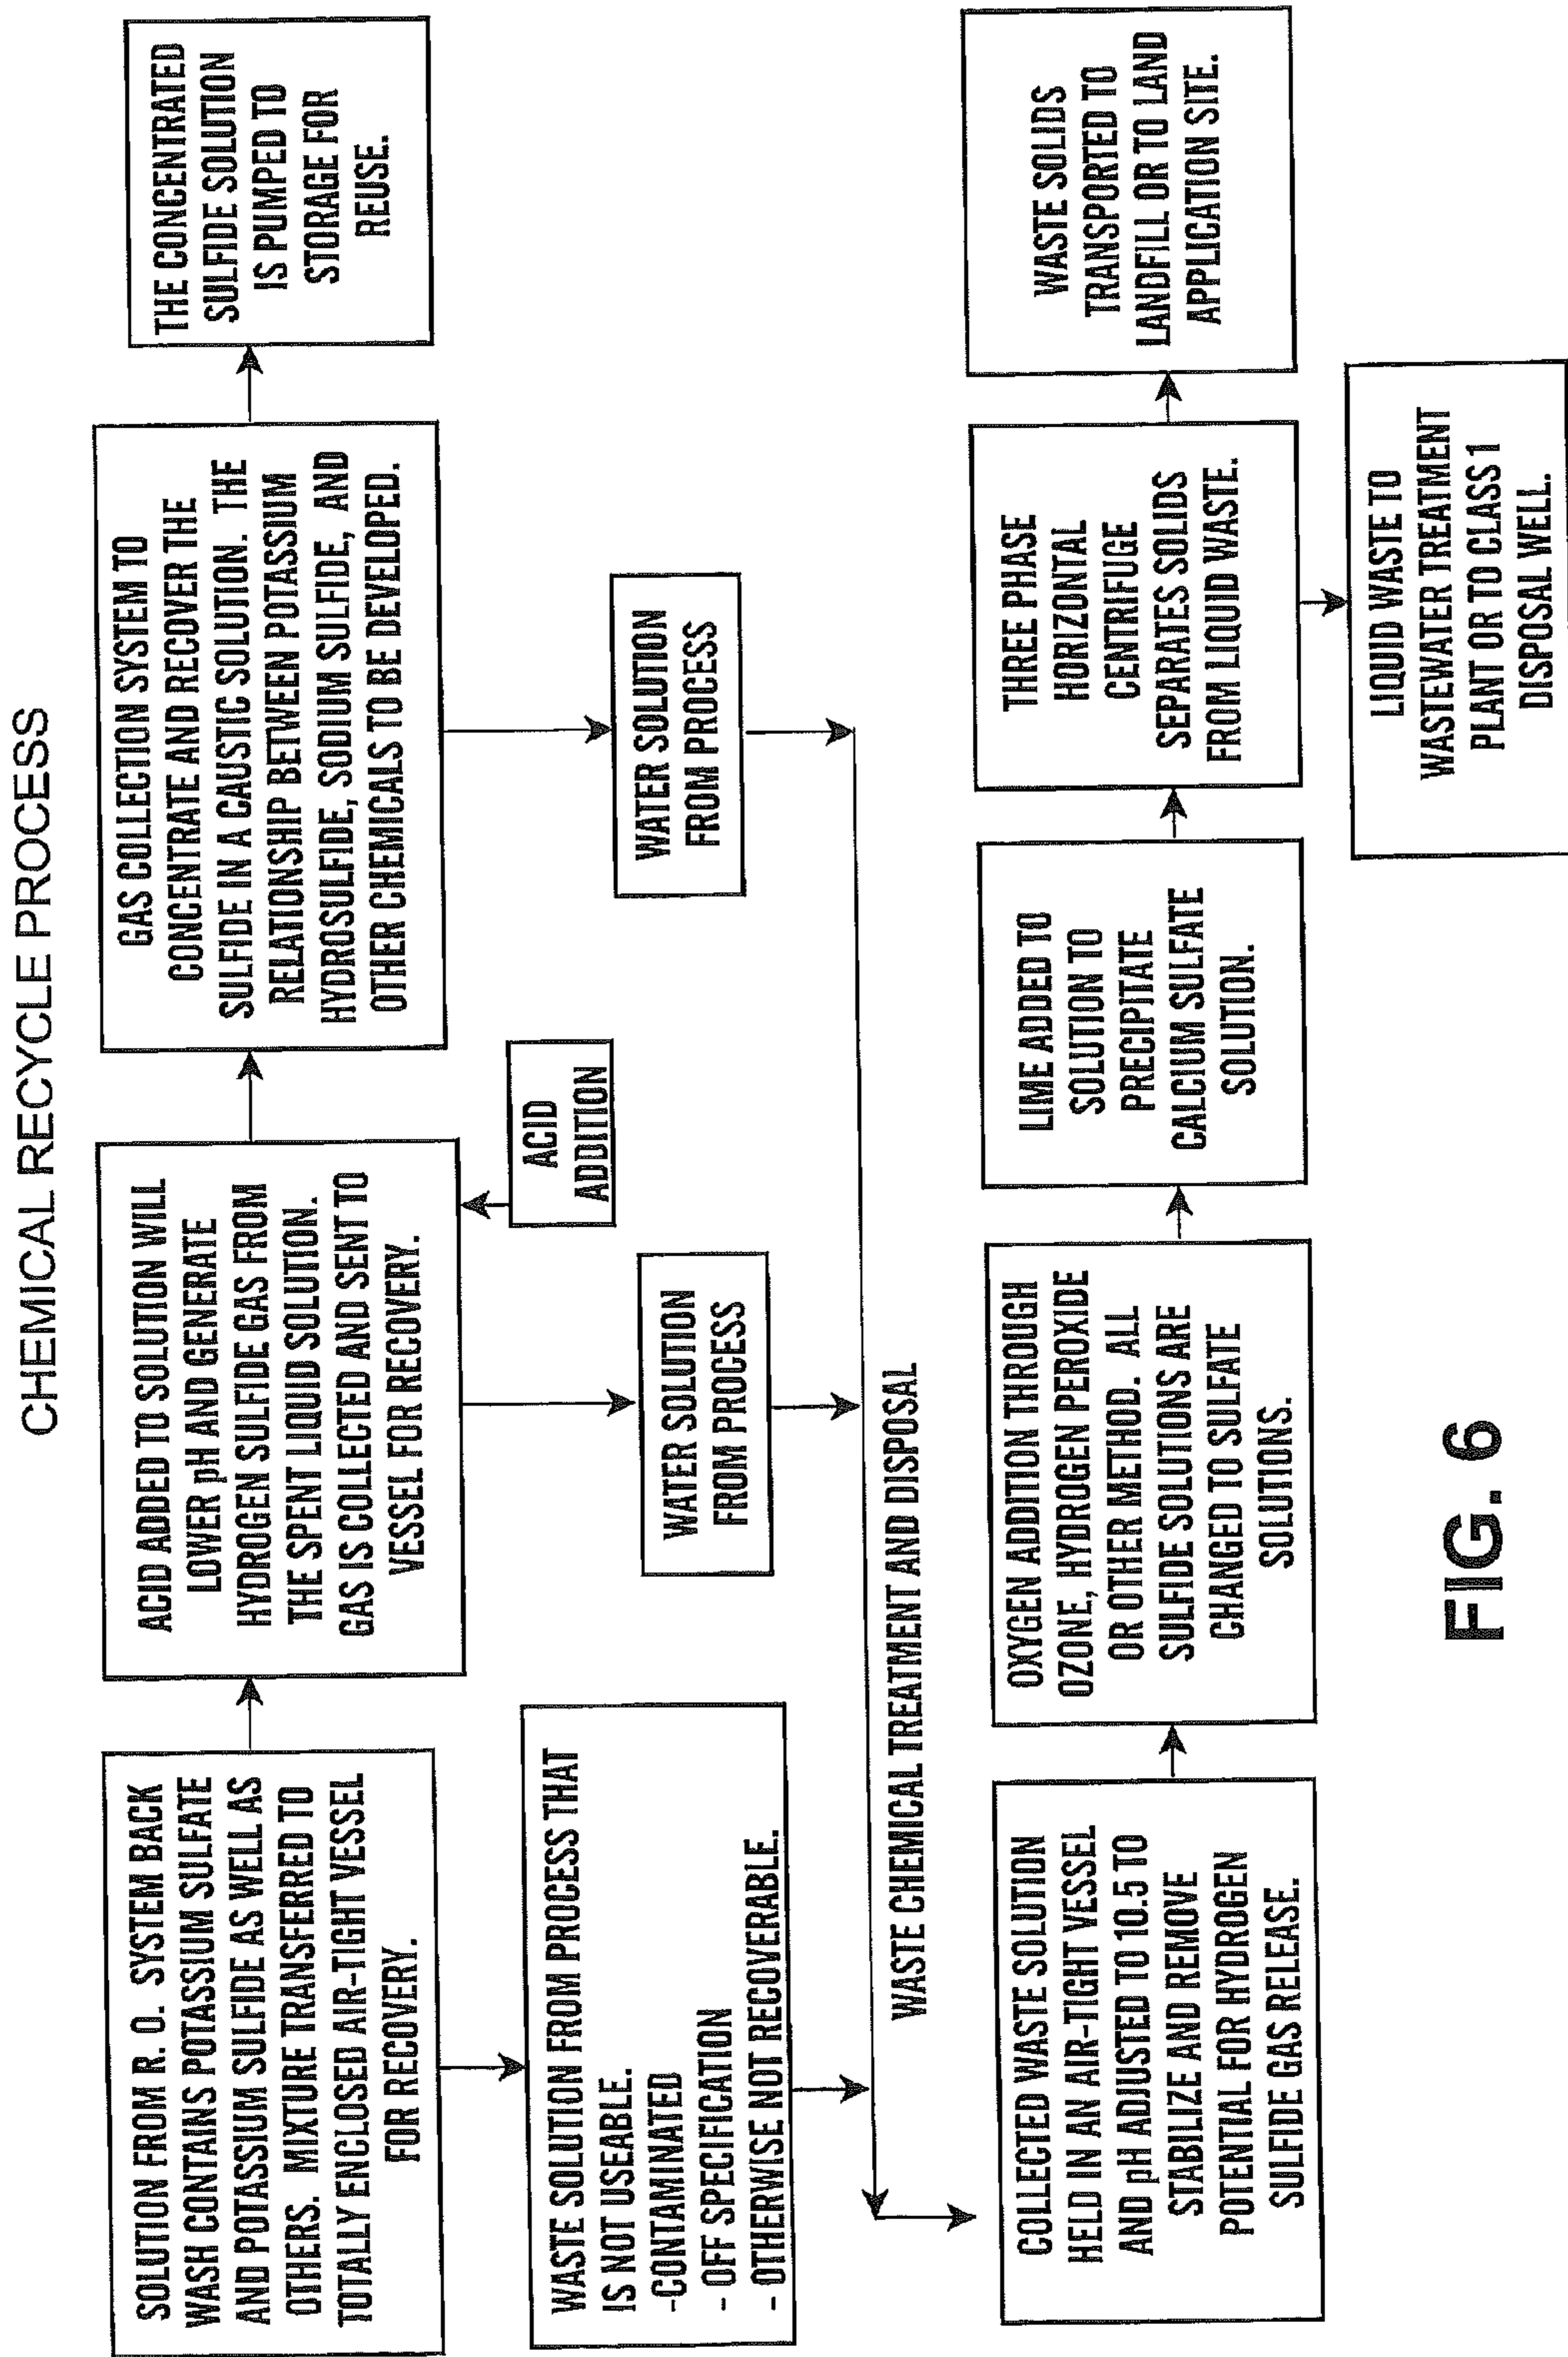 CHEMICAL RECYCLE PROCESS
SOLUTION FROM R. O. SYSTEM BACK
WASH CONTAINS POTASSIUM SULFATE
AND POTASSIUM SULFIDE AS WELL AS
OTHERS. MIXTURE TRANSFERRED TO
TOTALLY ENCLOSED AIR-TIGHT VESSEL
FOR RECOVERY.
ACID ADDED TO SOLUTION WILL
LOWER pH AND GENERATE
HYDROGEN SULFIDE GAS FROM
THE SPENT LIQUID SOLUTION.
GAS IS COLLECTED AND SENT TO
VESSEL FOR RECOVERY.
GAS COLLECTION SYSTEM TO
CONCENTRATE AND RECOVER THE
SULFIDE IN A CAUSTIC SOLUTION. THE
RELATIONSHIP BETWEEN POTASSIUM
HYDROSULFIDE, SODIUM SULFIDE, AND
OTHER CHEMICALS TO BE DEVELOPED.
THE CONCENTRATED
SULFIDE SOLUTION
IS PUMPED TO
STORAGE FOR
REUSE.
WASTE SOLUTION FROM PROCESS THAT
IS NOT USEABLE.
-CONTAMINATED
- OFF SPECIFICATION
- OTHERWISE NOT RECOVERABLE.
WATER SOLUTION
FROM PROCESS
ACID
ADDITION
WATER SOLUTION
FROM PROCESS
WASTE CHEMICAL TREATMENT AND DISPOSAL
COLLECTED WASTE SOLUTION
HELD IN AN AIR-TIGHT VESSEL
AND pH ADJUSTED TO 10.5 TO
STABILIZE AND REMOVE
POTENTIAL FOR HYDROGEN
SULFIDE GAS RELEASE.
OXYGEN ADDITION THROUGH
OZONE, HYDROGEN PEROXIDE
OR OTHER METHOD. ALL
SULFIDE SOLUTIONS ARE
CHANGED TO SULFATE
SOLUTIONS.
LIME ADDED TO
SOLUTION TO
PRECIPITATE
CALCIUM SULFATE
SOLUTION.
THREE PHASE
HORIZONTAL
CENTRIFUGE
SEPARATES SOLIDS
FROM LIQUID WASTE.
WASTE SOLIDS
TRANSPORTED TO
LANDFILL OR TO LAND
APPLICATION SITE.
LIQUID WASTE TO
WASTEWATER TREATMENT
PLANT OR TO CLASS 1
DISPOSAL WELL.
FIG. 6